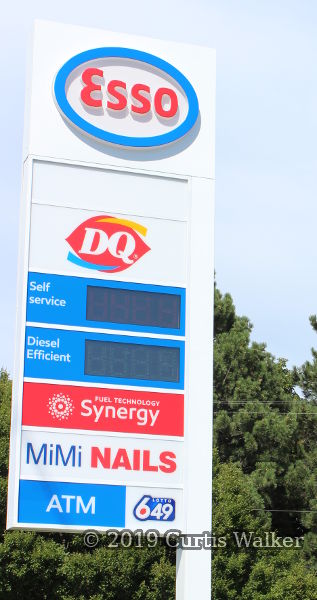 Esso
DQ
Self
service
Diesel
Efficient
FUEL TECHNOLOGY
Synergy
MiMi NAILS
ATM
LOTTO
649
© 2019 Curtis Walker